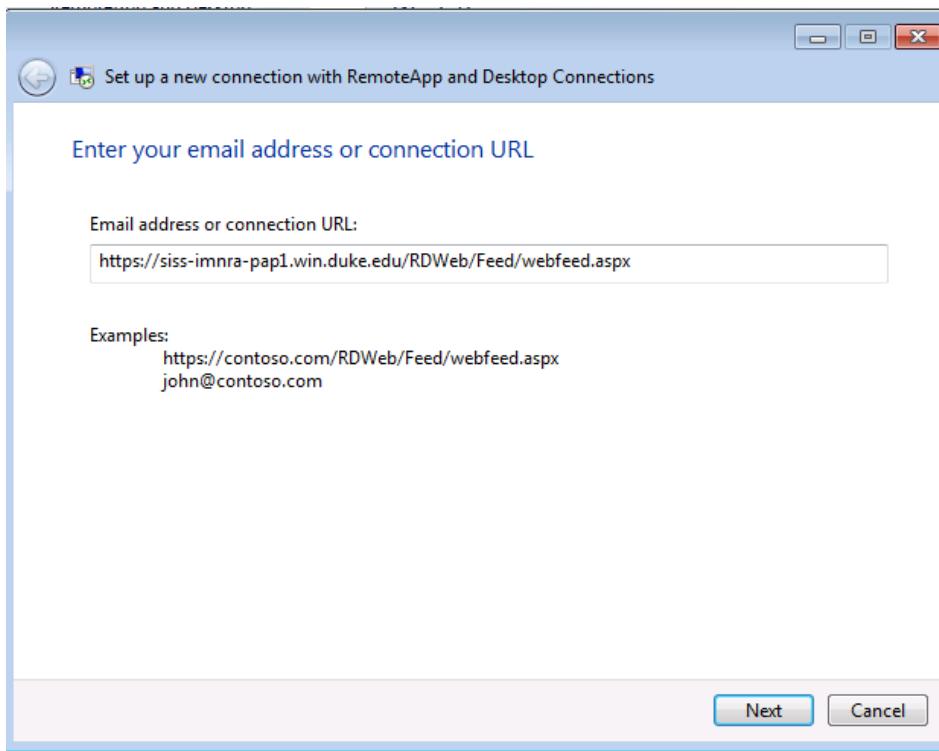 Set up a new connection with RemoteApp and Desktop Connections
Enter your email address or connection URL
Email address or connection URL:
https://siss-imnra-pap1.win.duke.edu/RDWeb/Feed/webfeed.aspx
Examples:
https://contoso.com/RDWeb/Feed/webfeed.aspx
john@contoso.com
Next Cancel